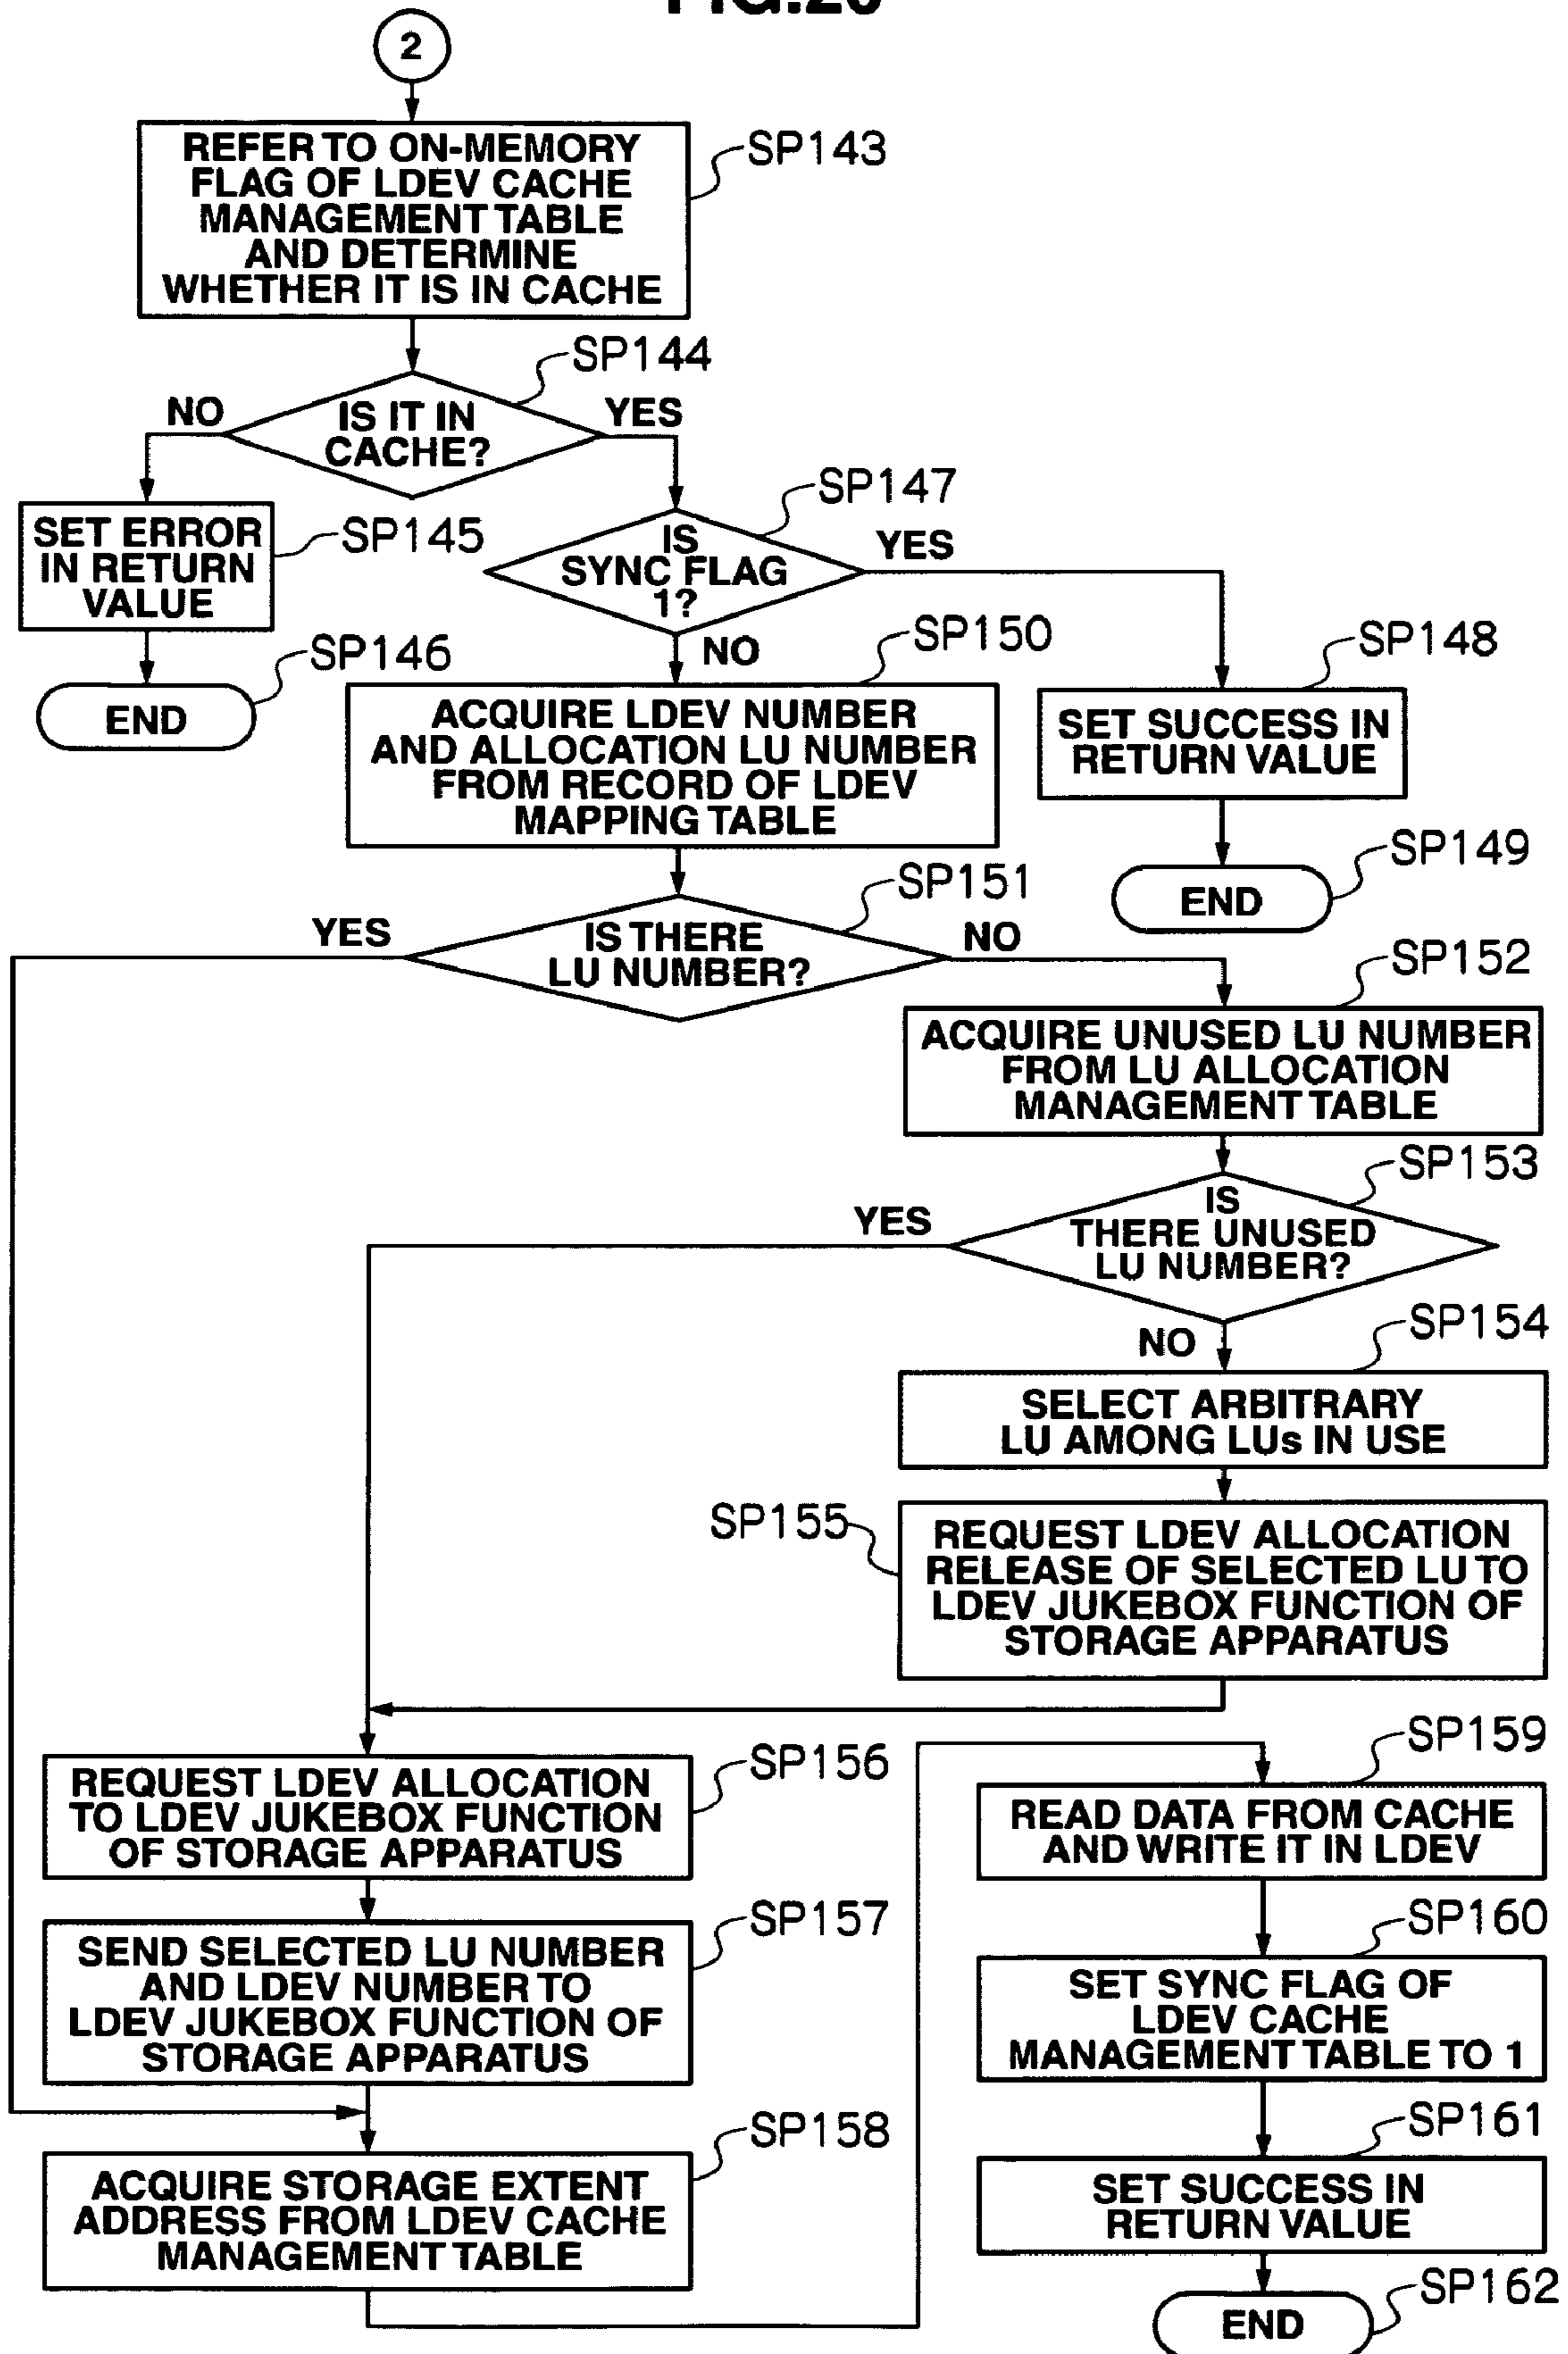 2
REFER TO ON-MEMORY
FLAG OF LDEV CACHE
MANAGEMENT TABLE
AND DETERMINE
WHETHER IT IS IN CACHE
SP143
SP144
NO
IS IT IN
CACHE?
YES
SET ERROR
IN RETURN
VALUE
SP145
END
SP146
SP147
IS
SYNC FLAG
1?
YES
NO
SP148
SET SUCCESS IN
RETURN VALUE
END
SP149
SP150
ACQUIRE LDEV NUMBER
AND ALLOCATION LU NUMBER
FROM RECORD OF LDEV
MAPPING TABLE
SP151
YES
IS THERE
LU NUMBER?
NO
SP152
ACQUIRE UNUSED LU NUMBER
FROM LU ALLOCATION
MANAGEMENT TABLE
SP153
YES
IS
THERE UNUSED
LU NUMBER?
NO
SP154
SELECT ARBITRARY
LU AMONG LUs IN USE
SP155
REQUEST LDEV ALLOCATION
RELEASE OF SELECTED LU TO
LDEV JUKEBOX FUNCTION OF
STORAGE APPARATUS
SP156
REQUEST LDEV ALLOCATION
TO LDEV JUKEBOX FUNCTION
OF STORAGE APPARATUS
SP157
SEND SELECTED LU NUMBER
AND LDEV NUMBER TO
LDEV JUKEBOX FUNCTION OF
STORAGE APPARATUS
SP158
ACQUIRE STORAGE EXTENT
ADDRESS FROM LDEV CACHE
MANAGEMENT TABLE
SP159
READ DATA FROM CACHE
AND WRITE IT IN LDEV
SP160
SET SYNC FLAG OF
LDEV CACHE
MANAGEMENT TABLE TO 1
SP161
SET SUCCESS IN
RETURN VALUE
SP162
END